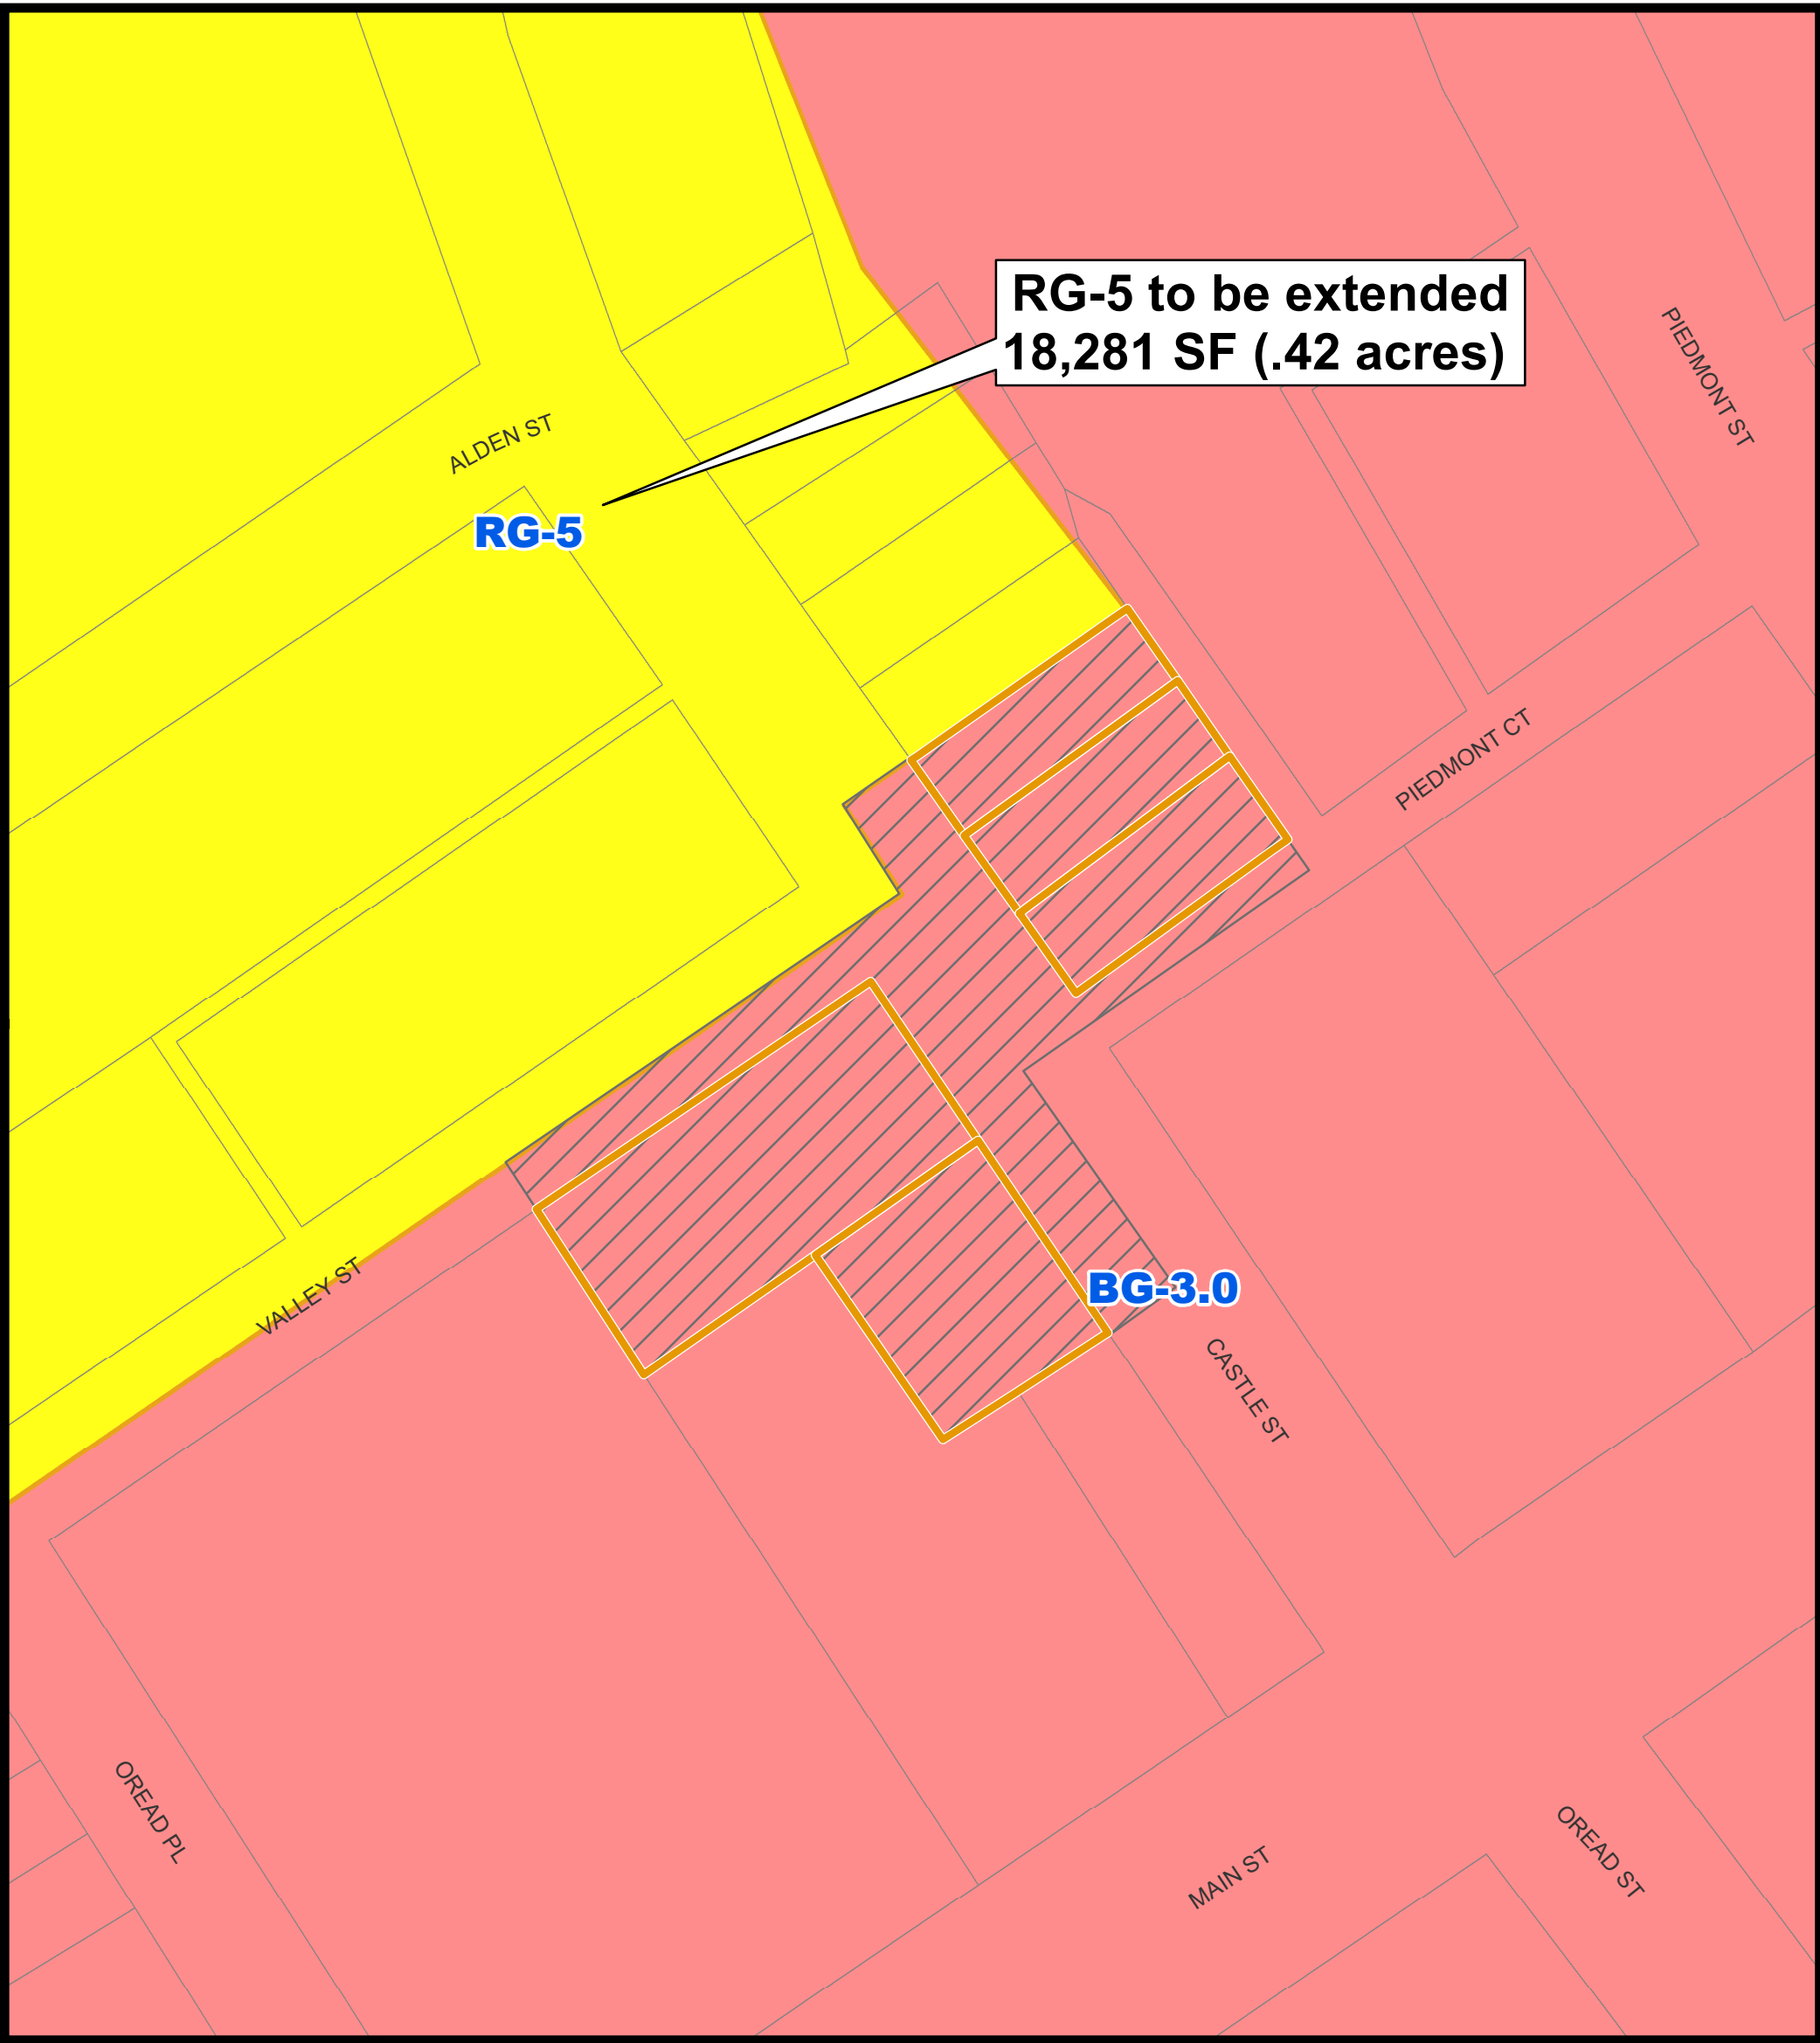 RG-5 to be extended
18,281 SF (.42 acres)
PIEDMONT ST
ALDEN ST
RG-5
PIEDMONT CT
VALLEY ST
BG-3.0
CASTLE ST
OREAD PL
OREAD ST
MAIN ST